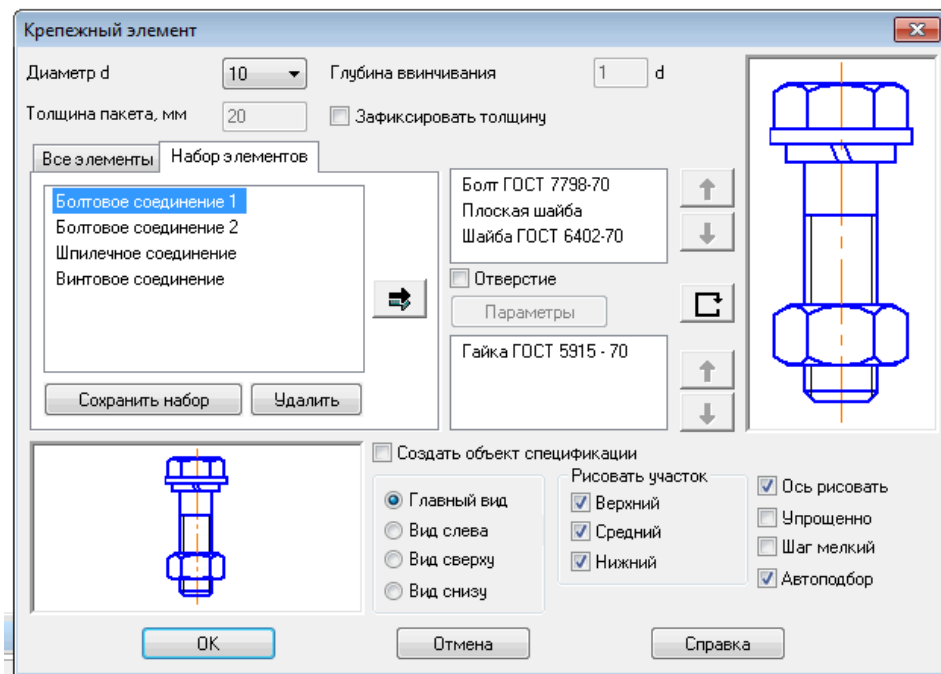 Крепежный элемент
Диаметр d 10 Глубина ввинчивания 1 d
Толщина пакета, мм 20 Зафиксировать толщину
Все элементы Набор элементов
Болтовое соединение 1
Болтовое соединение 2
Шпилечное соединение
Винтовое соединение
Сохранить набор Удалить
Болт ГОСТ 7798-70
Плоская шайба
Шайба ГОСТ 6402-70
Отверстие
Параметры
Гайка ГОСТ 5915 - 70
Создать объект спецификации
Главный вид
Вид слева
Вид сверху
Вид снизу
Рисовать участок
Верхний
Средний
Нижний
Ось рисовать
Упрощенно
Шаг мелкий
Автоподбор
OK Отмена Справка